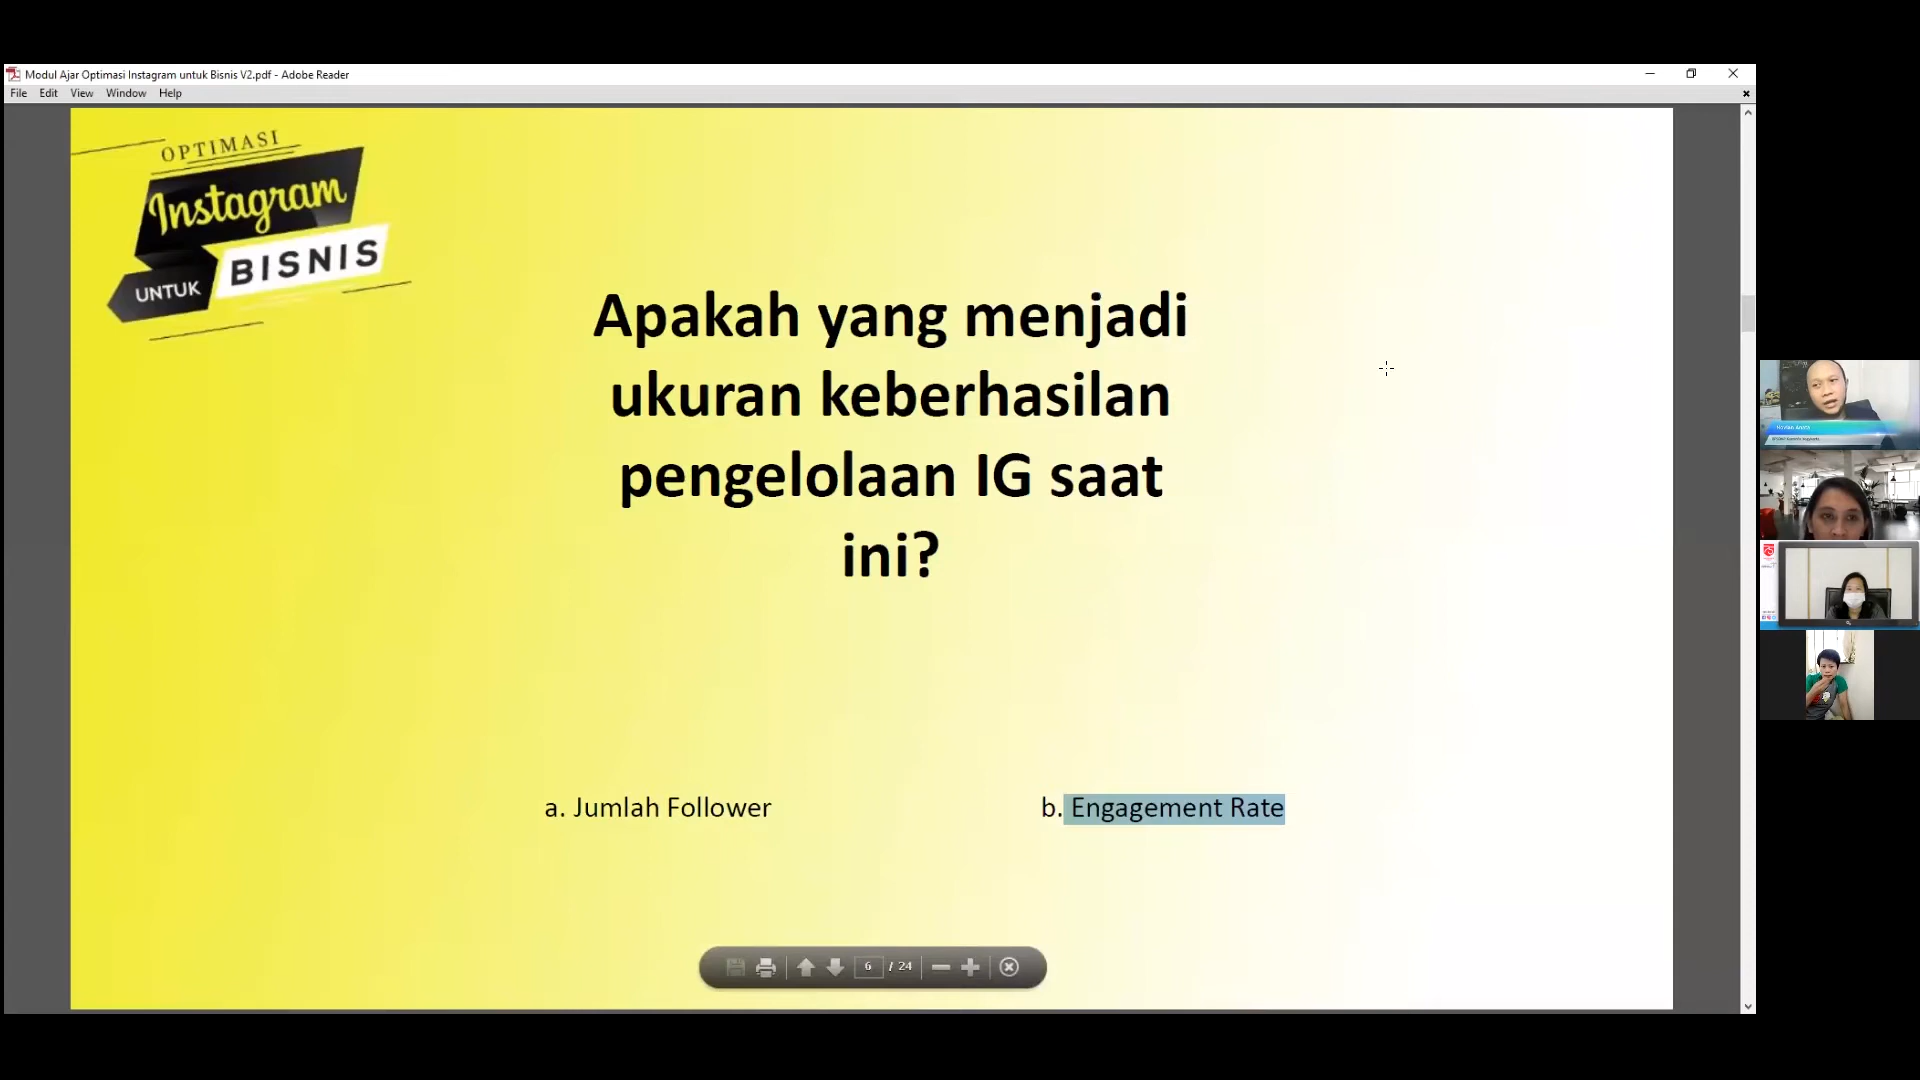 Modul Ajar Optimasi Instagram untuk Bisnis V2.pdf - Adobe Reader
File Edit View Window Help
OPTIMASI
Instagram
UNTUK BISNIS
Apakah yang menjadi
ukuran keberhasilan
pengelolaan IG saat
ini?
a. Jumlah Follower
b. Engagement Rate
6 / 24